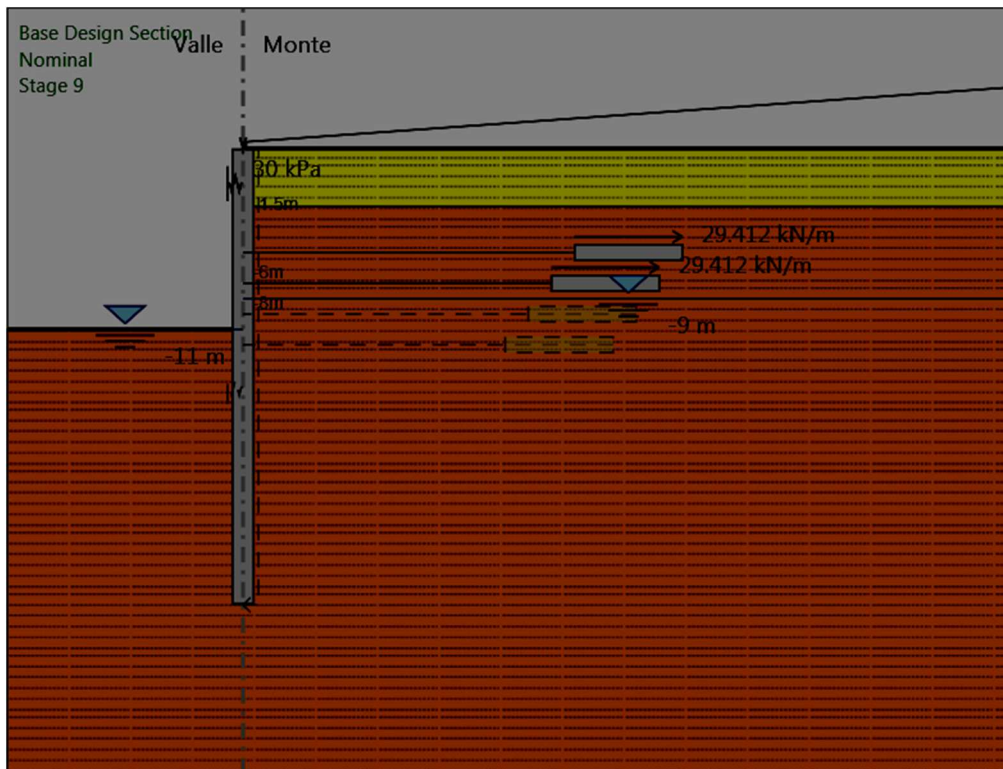 Base Design Section
Valle
Monte
Nominal
Stage 9
30 kPa
-1.5m
29.412 kN/m
-6m
29.412 kN/m
-8m
-9 m
-11 m